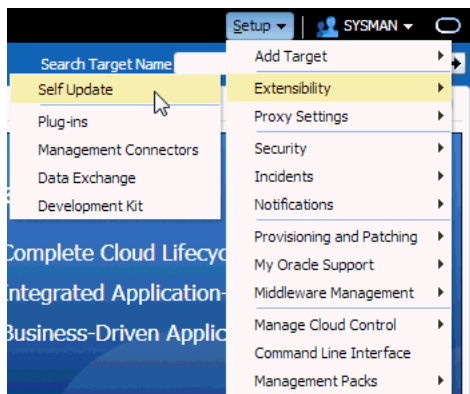 Setup
SYSMAN
Search Target Name
Self Update
Plug-ins
Management Connectors
Data Exchange
Development Kit
Add Target
Extensibility
Proxy Settings
Security
Incidents
Notifications
Provisioning and Patching
My Oracle Support
Middleware Management
Manage Cloud Control
Command Line Interface
Management Packs
Complete Cloud Lifecyc
Integrated Application-
Business-Driven Applic